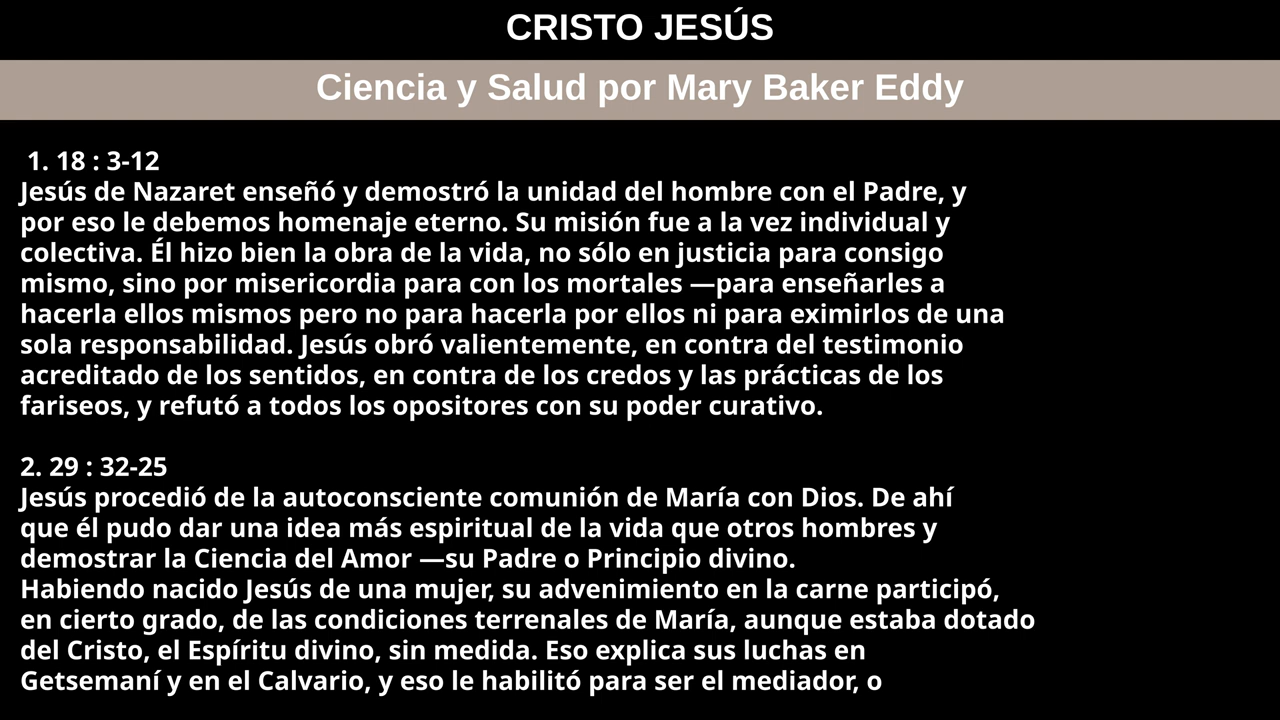 CRISTO JESÚS
Ciencia y Salud por Mary Baker Eddy
1. 18 : 3-12
Jesús de Nazaret enseñó y demostró la unidad del hombre con el Padre, y
por eso le debemos homenaje eterno. Su misión fue a la vez individual y
colectiva. Él hizo bien la obra de la vida, no sólo en justicia para consigo
mismo, sino por misericordia para con los mortales —para enseñarles a
hacerla ellos mismos pero no para hacerla por ellos ni para eximirlos de una
sola responsabilidad. Jesús obró valientemente, en contra del testimonio
acreditado de los sentidos, en contra de los credos y las prácticas de los
fariseos, y refutó a todos los opositores con su poder curativo.
2. 29 : 32-25
Jesús procedió de la autoconsciente comunión de María con Dios. De ahí
que él pudo dar una idea más espiritual de la vida que otros hombres y
demostrar la Ciencia del Amor —su Padre o Principio divino.
Habiendo nacido Jesús de una mujer, su advenimiento en la carne participó,
en cierto grado, de las condiciones terrenales de María, aunque estaba dotado
del Cristo, el Espíritu divino, sin medida. Eso explica sus luchas en
Getsemaní y en el Calvario, y eso le habilitó para ser el mediador, o